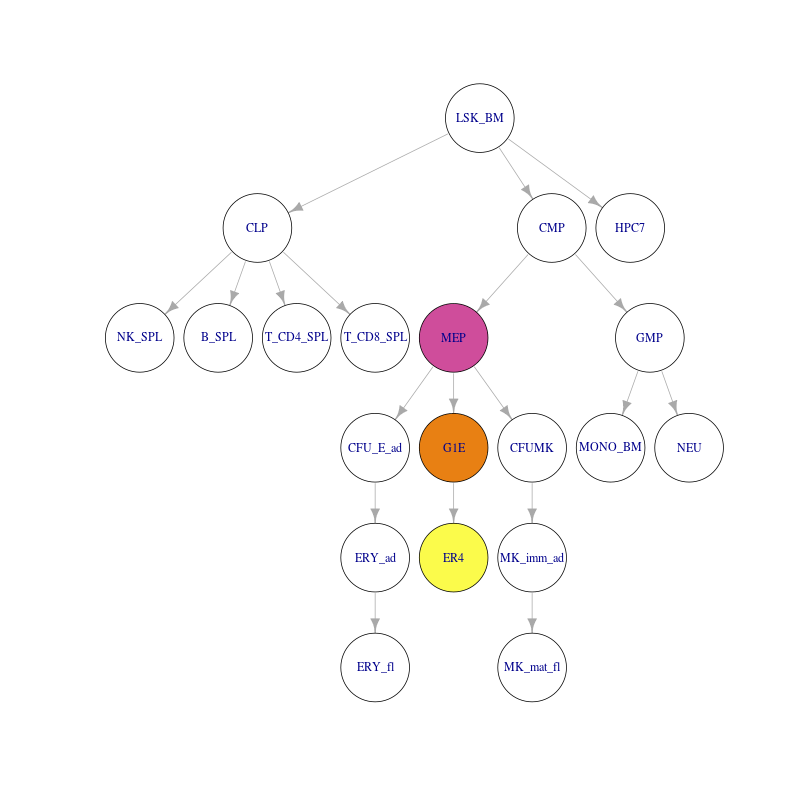 LSK_BM
CLP
CMP
HPC7
NK_SPL
B_SPL
T_CD4_SPL
T_CD8_SPL
MEP
GMP
CFU_E_ad
G1E
CFUMK
MONO_BM
NEU
ERY_ad
ER4
MK_imm_ad
ERY_fl
MK_mat_fl